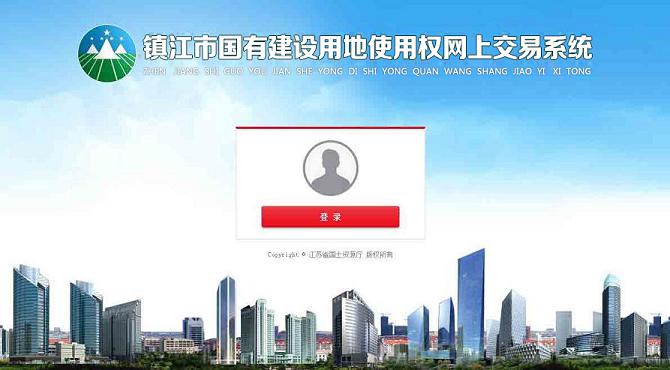 镇江市国有建设用地使用权网上交易系统
ZHEN JIANG SHI GUO YOU JIAN SHE YONG DI SHI YONG QUAN WANG SHANG JIAO YI XI TONG
登 录
Copyright © 江苏省国土资源厅 版权所有